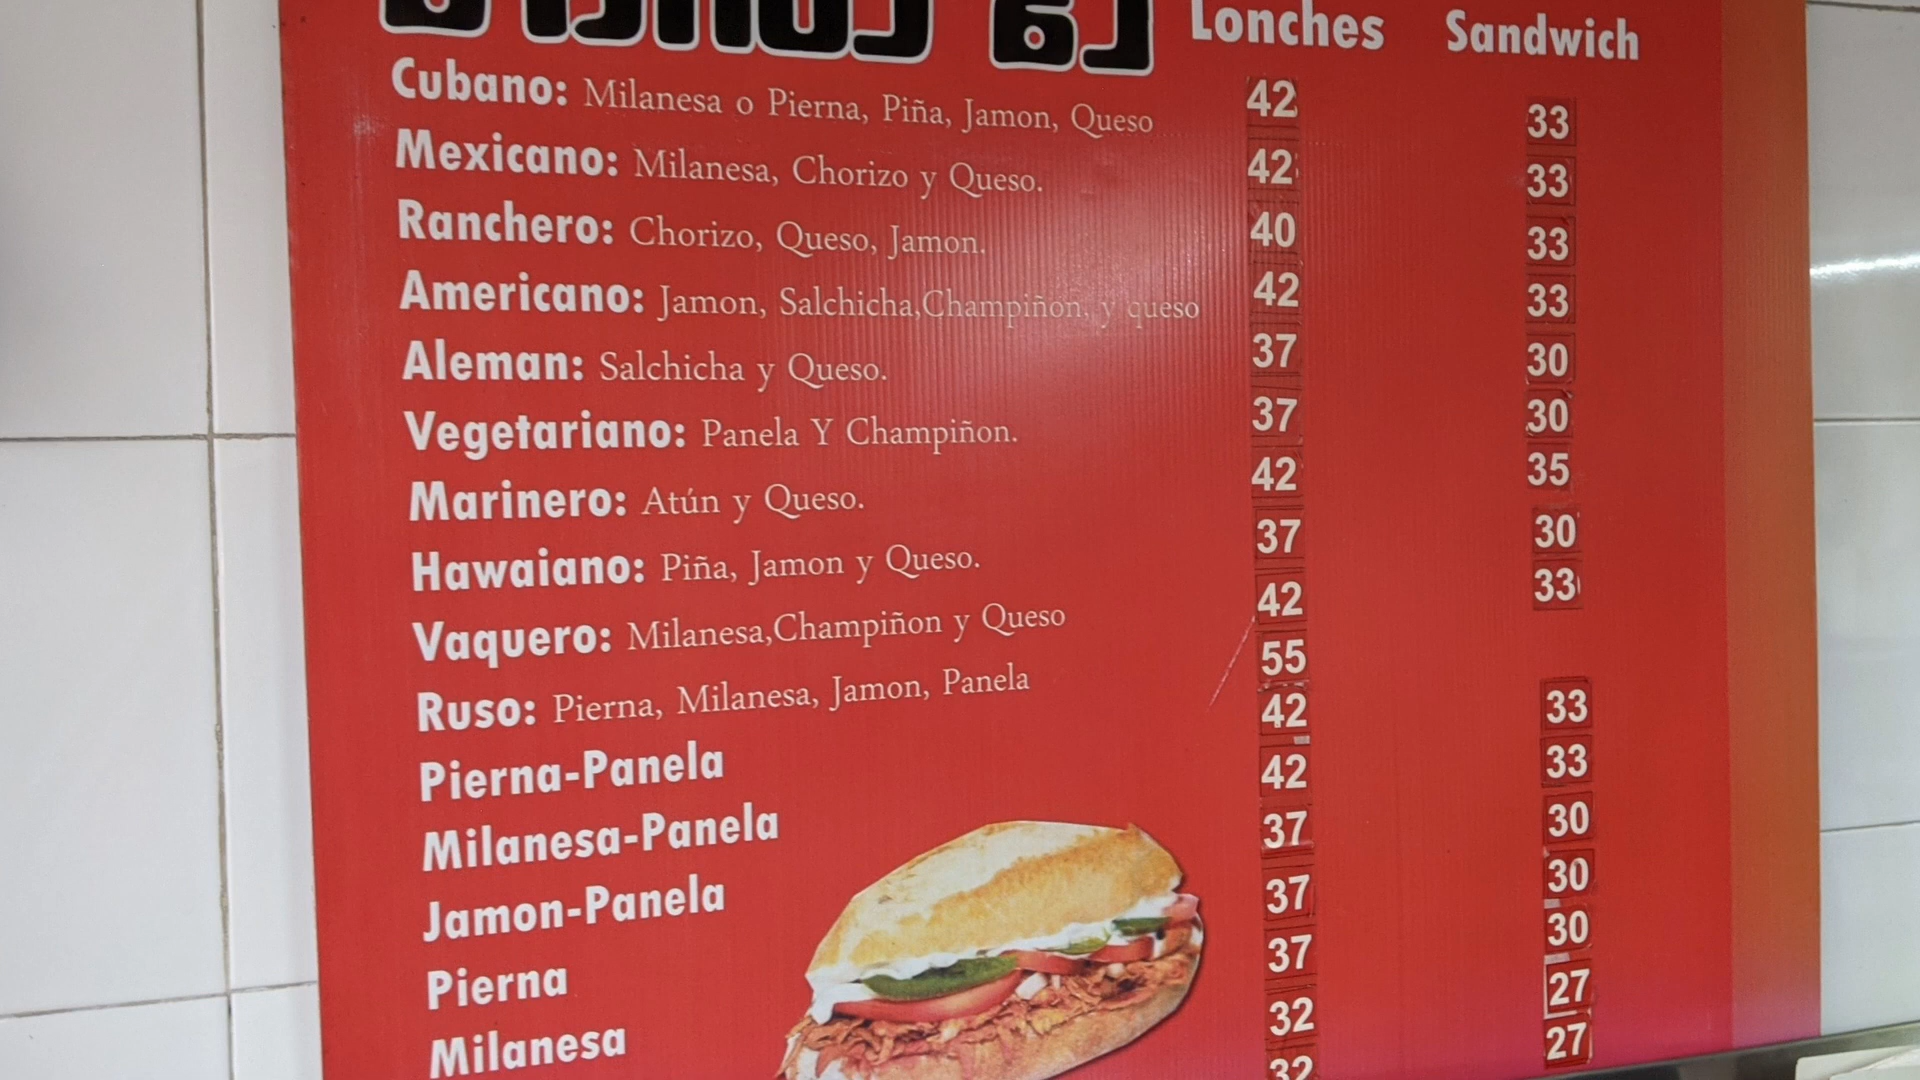 Lonches Sandwich
Cubano: Milanesa o Pierna, Piña, Jamon, Queso 42 33
Mexicano: Milanesa, Chorizo y Queso. 42 33
Ranchero: Chorizo, Queso, Jamon. 40 33
Americano: Jamon, Salchicha,Champiñon, y queso 42 33
Aleman: Salchicha y Queso. 37 30
Vegetariano: Panela Y Champiñon. 37 30
Marinero: Atún y Queso. 42 35
Hawaiano: Piña, Jamon y Queso. 37 30
Vaquero: Milanesa,Champiñon y Queso 42 33
Ruso: Pierna, Milanesa, Jamon, Panela 55
Pierna-Panela 42 33
Milanesa-Panela 42 33
Jamon-Panela 37 30
Pierna 37 30
Milanesa 37 30
32 27
32 27